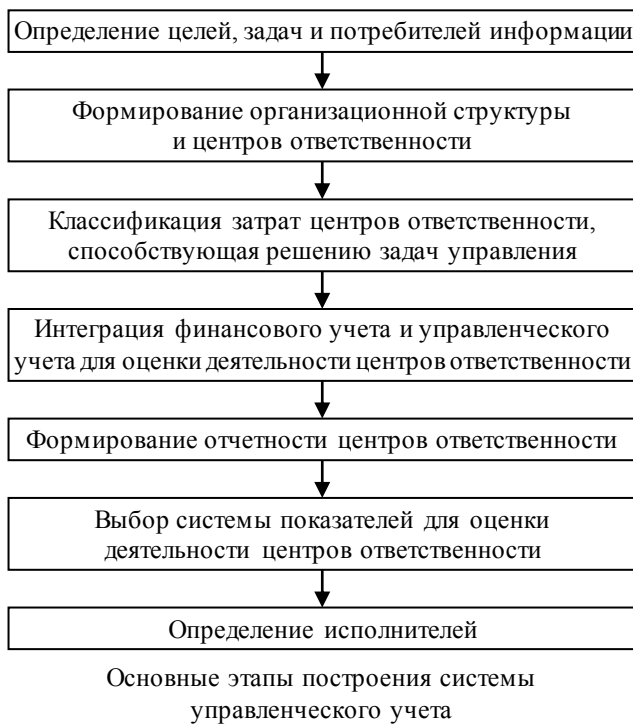 Определение целей, задач и потребителей информации
Формирование организационной структуры
и центров ответственности
Классификация затрат центров ответственности,
способствующая решению задач управления
Интеграция финансового учета и управленческого
учета для оценки деятельности центров ответственности
Формирование отчетности центров ответственности
Выбор системы показателей для оценки
деятельности центров ответственности
Определение исполнителей
Основные этапы построения системы
управленческого учета